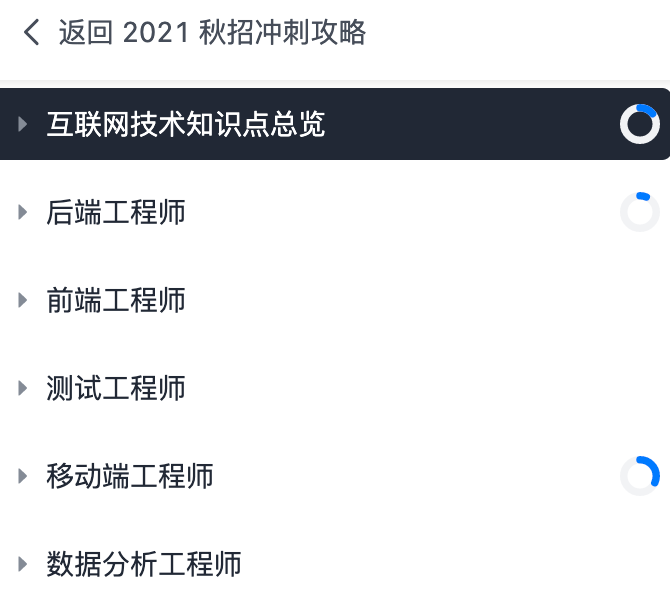 返回 2021 秋招冲刺攻略
互联网技术知识点总览
后端工程师
前端工程师
测试工程师
移动端工程师
数据分析工程师